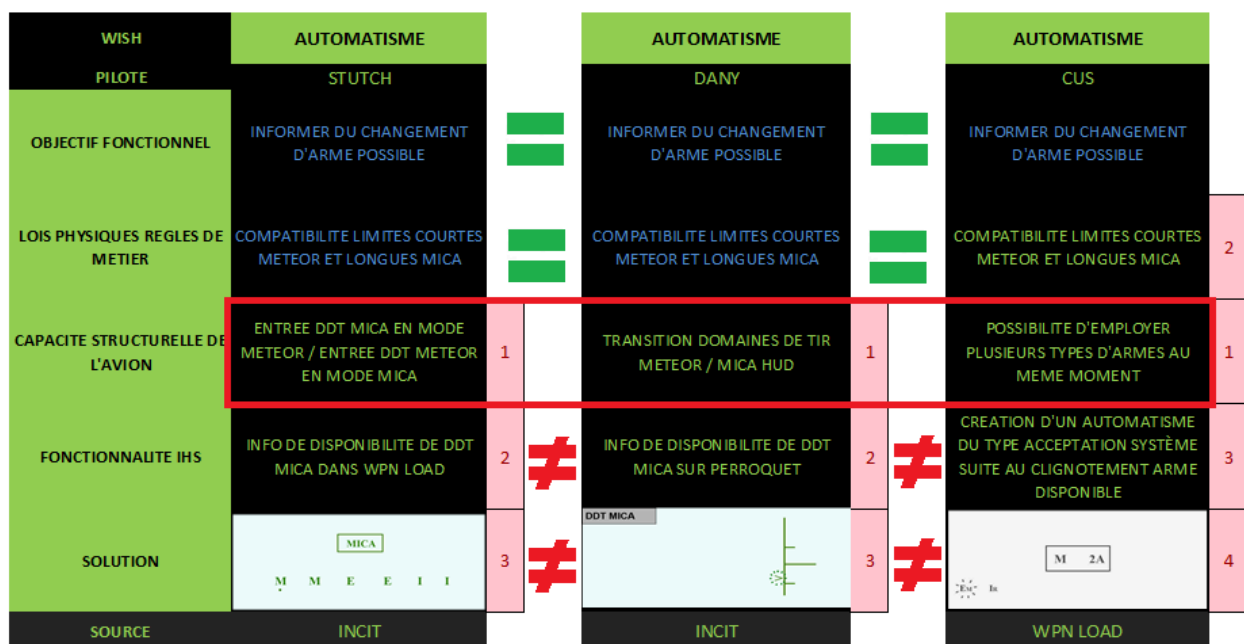 WISH AUTOMATISME AUTOMATISME AUTOMATISME
PILOTE STUTCH DANY CUS
OBJECTIF FONCTIONNEL
INFORMER DU CHANGEMENT
D'ARME POSSIBLE
INFORMER DU CHANGEMENT
D'ARME POSSIBLE
INFORMER DU CHANGEMENT
D'ARME POSSIBLE
LOIS PHYSIQUES REGLES DE
METIER
COMPATIBILITE LIMITES COURTES
METEOR ET LONGUES MICA
COMPATIBILITE LIMITES COURTES
METEOR ET LONGUES MICA
COMPATIBILITE LIMITES COURTES
METEOR ET LONGUES MICA
2
CAPACITE STRUCTURELLE DE
L'AVION
ENTREE DDT MICA EN MODE
METEOR / ENTREE DDT METEOR
EN MODE MICA
1
TRANSITION DOMAINES DE TIR
METEOR / MICA HUD
1
POSSIBILITE D'EMPLOYER
PLUSIEURS TYPES D'ARMES AU
MEME MOMENT
1
FONCTIONNALITE IHS
INFO DE DISPONIBILITE DE DDT
MICA DANS WPN LOAD
2
≠
INFO DE DISPONIBILITE DE DDT
MICA SUR PERROQUET
2
≠
CREATION D'UN AUTOMATISME
DU TYPE ACCEPTATION SYSTÈME
SUITE AU CLIGNOTEMENT ARME
DISPONIBLE
3
SOLUTION
MICA
M M E E I I
3
≠
DDT MICA
3
≠
M 2A
4
SOURCE INCIT INCIT WPN LOAD